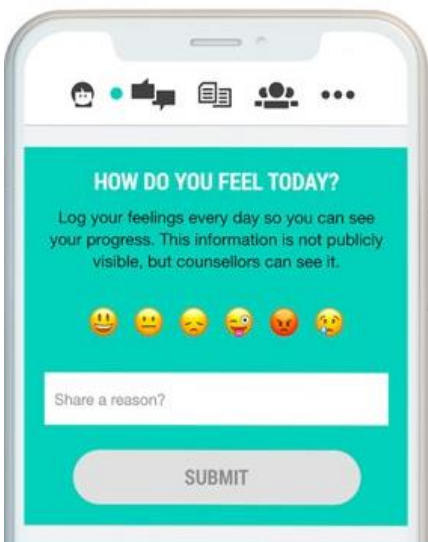 HOW DO YOU FEEL TODAY?
Log your feelings every day so you can see
your progress. This information is not publicly
visible, but counsellors can see it.
Share a reason?
SUBMIT